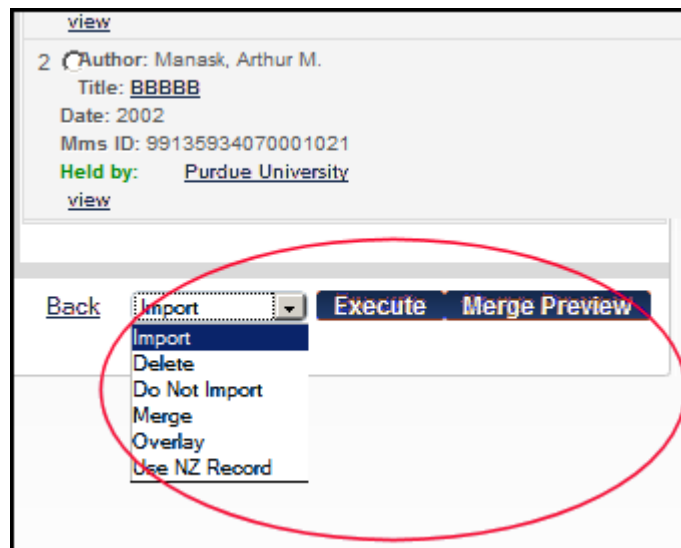 view
2 Author: Manask, Arthur M.
Title: BBBBB
Date: 2002
Mms ID: 99135934070001021
Held by: Purdue University
view
Back Import Execute Merge Preview
Import
Delete
Do Not Import
Merge
Overlay
Use NZ Record